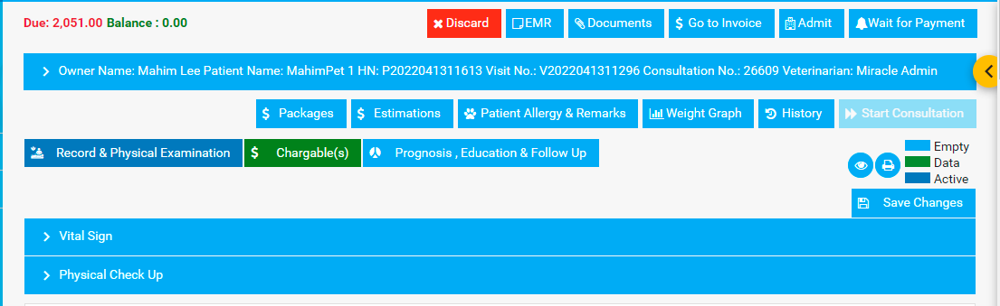 Due: 2,051.00 Balance : 0.00
Discard
EMR
Documents
$ Go to Invoice
Admit
Wait for Payment
Owner Name: Mahim Lee Patient Name: MahimPet 1 HN: P2022041311613 Visit No.: V2022041311296 Consultation No.: 26609 Veterinarian: Miracle Admin
$ Packages
$ Estimations
Patient Allergy & Remarks
Weight Graph
History
Start Consultation
Record & Physical Examination
$ Chargable(s)
Prognosis , Education & Follow Up
Empty
Data
Active
Save Changes
Vital Sign
Physical Check Up